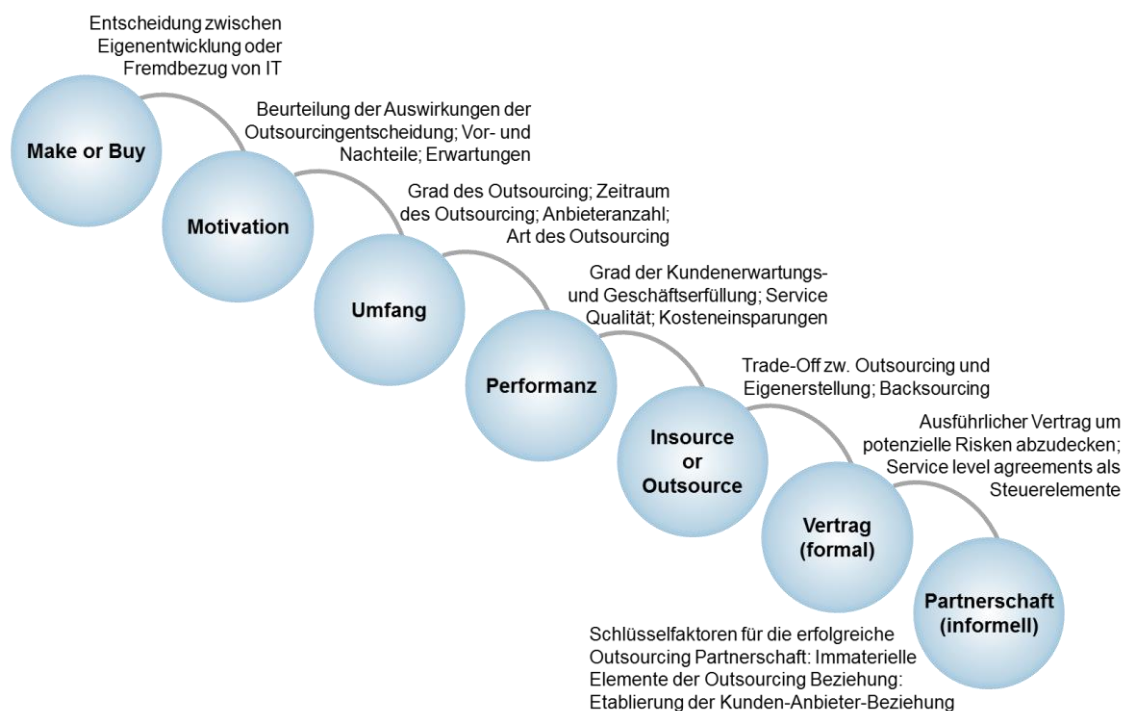 Entscheidung zwischen
Eigenentwicklung oder
Fremdbezug von IT
Make or Buy
Beurteilung der Auswirkungen der
Outsourcingentscheidung; Vor- und
Nachteile; Erwartungen
Motivation
Grad des Outsourcing; Zeitraum
des Outsourcing; Anbieteranzahl;
Art des Outsourcing
Umfang
Grad der Kundenerwartungs-
und Geschäftserfüllung; Service
Qualität; Kosteneinsparungen
Performanz
Trade-Off zw. Outsourcing und
Eigenerstellung; Backsourcing
Insource
or
Outsource
Ausführlicher Vertrag um
potenzielle Risken abzudecken;
Service level agreements als
Steuerelemente
Vertrag
(formal)
Partnerschaft
(informell)
Schlüsselfaktoren für die erfolgreiche
Outsourcing Partnerschaft: Immaterielle
Elemente der Outsourcing Beziehung:
Etablierung der Kunden-Anbieter-Beziehung